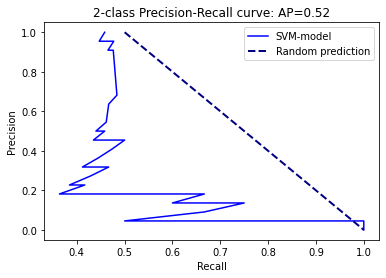 2-class Precision-Recall curve: AP=0.52
SVM-model
Random prediction
Precision
1.0
0.8
0.6
0.4
0.2
0.0
0.4
0.5
0.6
0.7
0.8
0.9
1.0
Recall